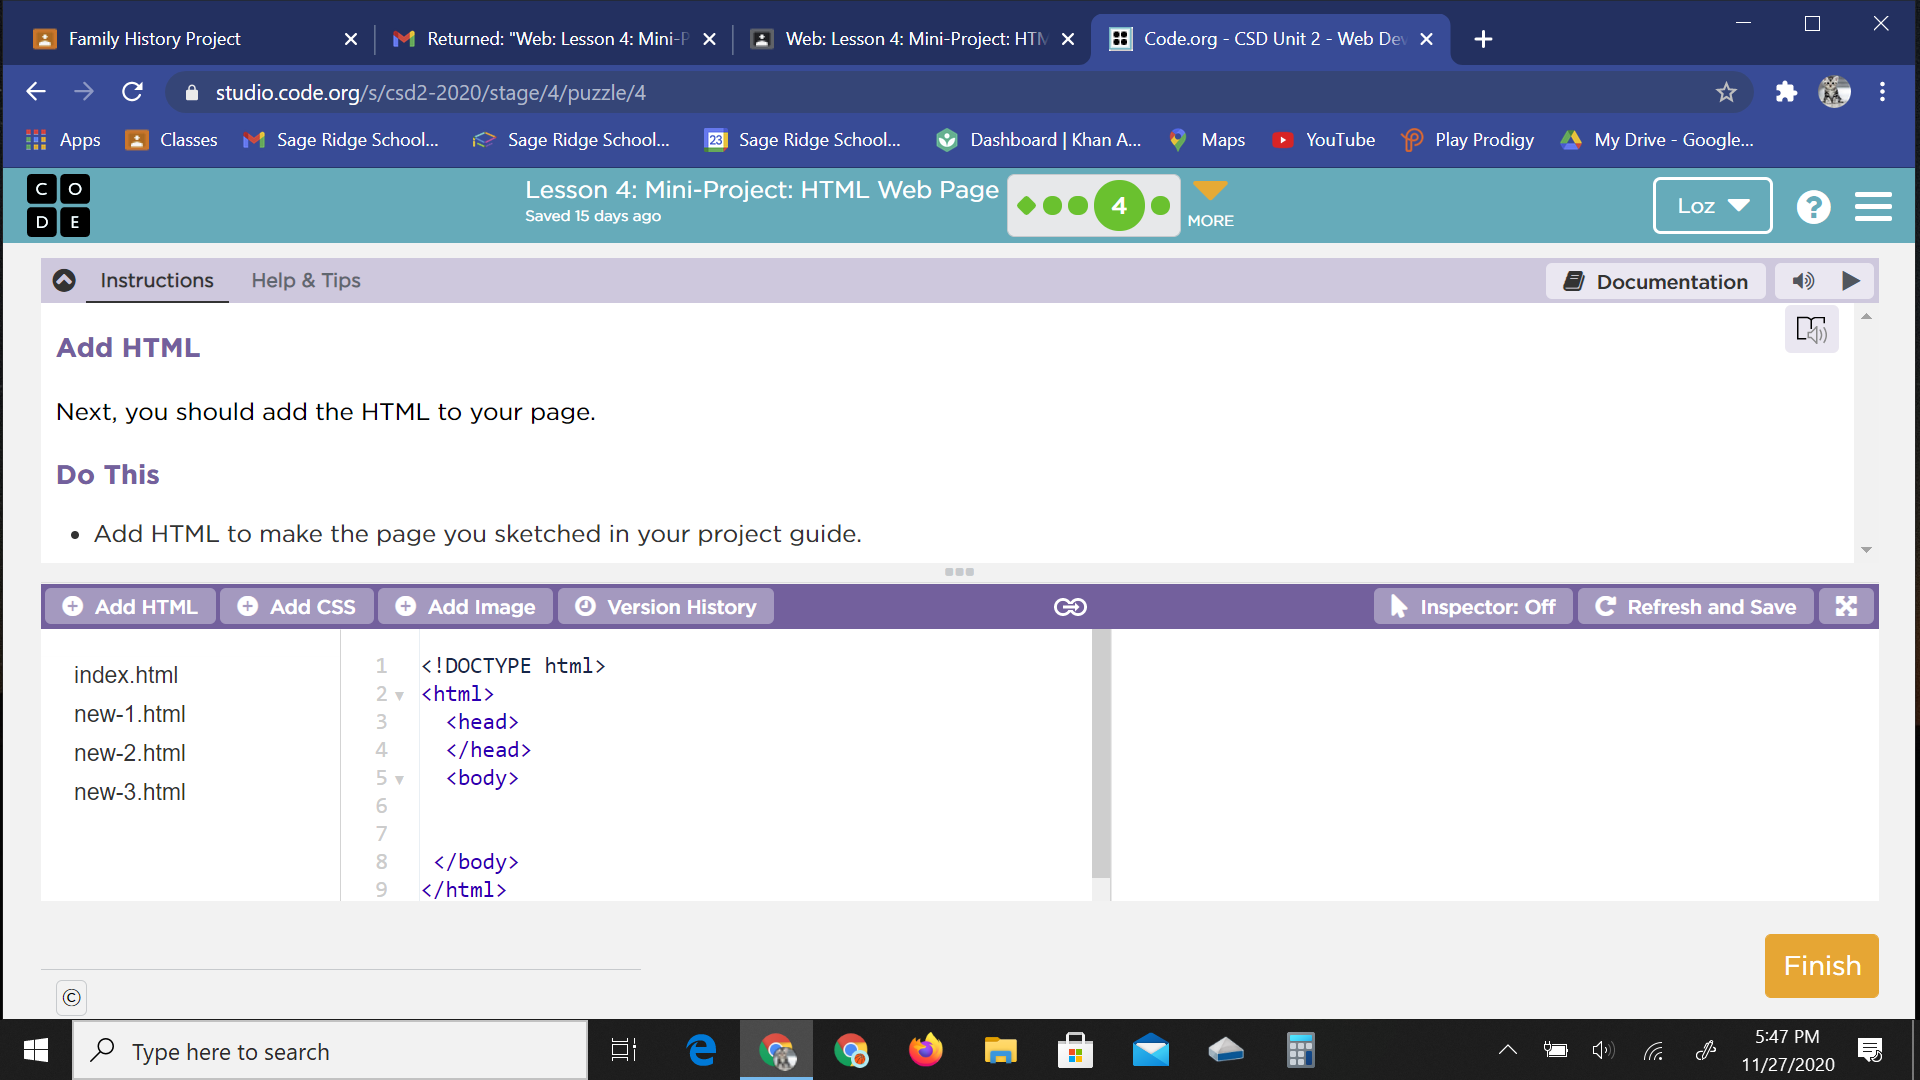 Family History Project
Returned: "Web: Lesson 4: Mini-P
Web: Lesson 4: Mini-Project: HTM
Code.org - CSD Unit 2 - Web Dev
studio.code.org/s/csd2-2020/stage/4/puzzle/4
Apps
Classes
Sage Ridge School...
Sage Ridge School...
23
Sage Ridge School...
Dashboard | Khan A...
Maps
YouTube
Play Prodigy
My Drive - Google...
C O
D E
Lesson 4: Mini-Project: HTML Web Page
Saved 15 days ago
4
MORE
Loz
?
Instructions
Help & Tips
Documentation
Add HTML
Next, you should add the HTML to your page.
Do This
• Add HTML to make the page you sketched in your project guide.
Add HTML
Add CSS
Add Image
Version History
Inspector: Off
Refresh and Save
index.html
new-1.html
new-2.html
new-3.html
1 <!DOCTYPE html>
2 <html>
3 <head>
4 </head>
5 <body>
6
7
8 </body>
9 </html>
Finish
©
Type here to search
5:47 PM
11/27/2020